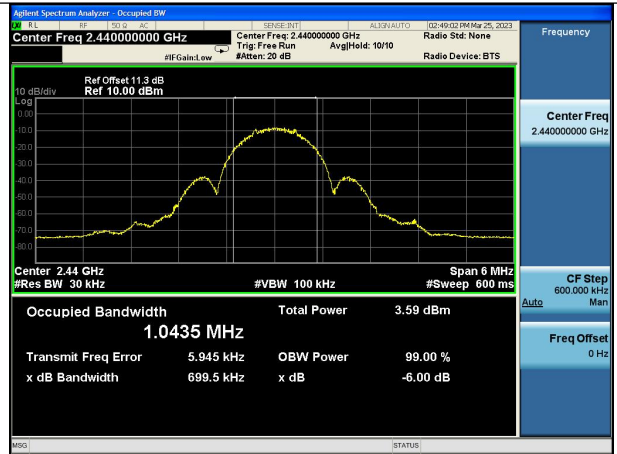 Agilent Spectrum Analyzer - Occupied BW
RL RF 50 Ω AC SENSE:INT ALIGN AUTO 02:49:02 PM Mar 25, 2023
Center Freq 2.440000000 GHz
Center Freq: 2.440000000 GHz
Radio Std: None
Trig: Free Run Avg|Hold: 10/10
#IFGain:Low #Atten: 20 dB Radio Device: BTS
Frequency
Ref Offset 11.3 dB
10 dB/div Ref 10.00 dBm
Log
0.00
-10.0
-20.0
-30.0
-40.0
-50.0
-60.0
-70.0
-80.0
Center Freq
2.440000000 GHz
Center 2.44 GHz Span 6 MHz
#Res BW 30 kHz #VBW 100 kHz #Sweep 600 ms
CF Step
600.000 kHz
Auto Man
Occupied Bandwidth Total Power 3.59 dBm
1.0435 MHz
Transmit Freq Error 5.945 kHz OBW Power 99.00 %
x dB Bandwidth 699.5 kHz x dB -6.00 dB
Freq Offset
0 Hz
MSG STATUS